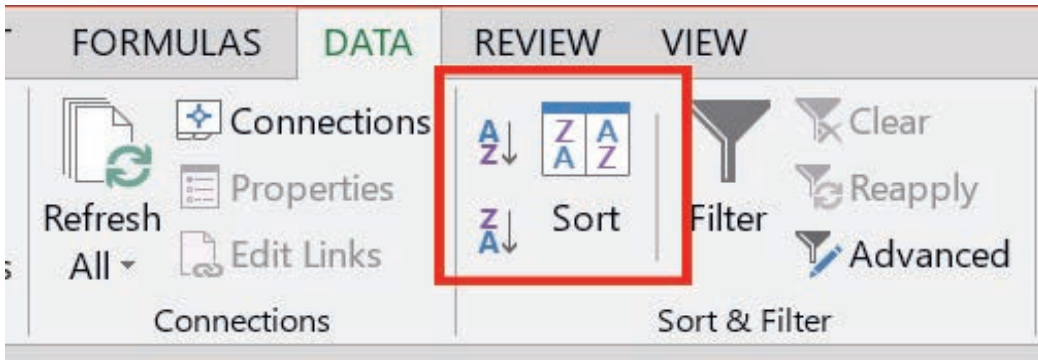 FORMULAS DATA REVIEW VIEW
Refresh All
Connections
Properties
Edit Links
Connections
A
Z
Z
A
Z A
A Z
Sort
Filter
Clear
Reapply
Advanced
Sort & Filter